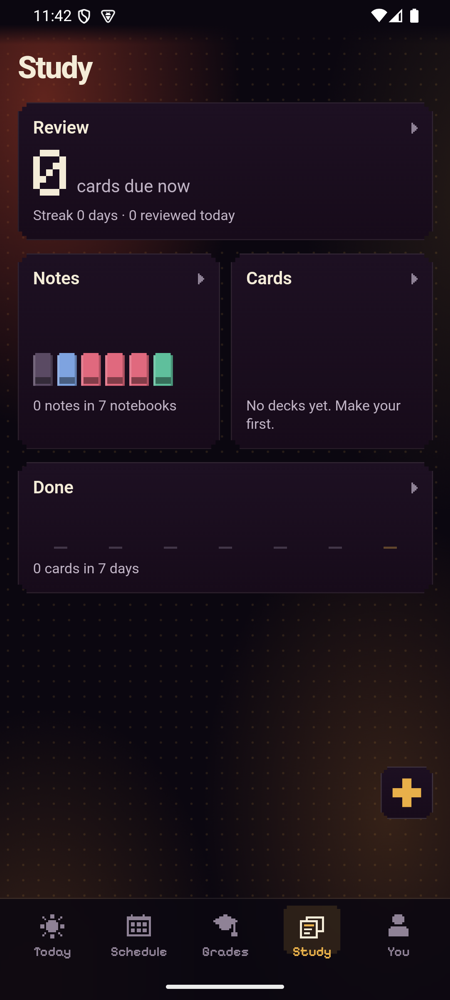 11:42
Study
Review
0 cards due now
Streak 0 days · 0 reviewed today
Notes
0 notes in 7 notebooks
Cards
No decks yet. Make your
first.
Done
0 cards in 7 days
Today
Schedule
Grades
Study
You